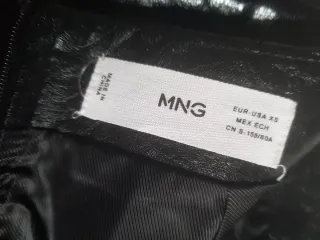 MADE IN
CHINA
MNG
EUR-USA XS
MEX ECH
CN S: 155/80A